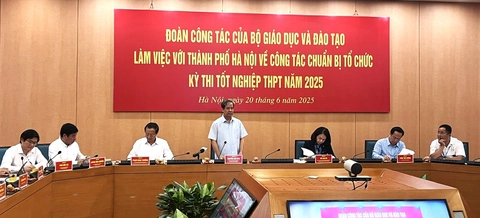 ĐOÀN CÔNG TÁC CỦA BỘ GIÁO DỤC VÀ ĐÀO TẠO
LÀM VIỆC VỚI THÀNH PHỐ HÀ NỘI VỀ CÔNG TÁC CHUẨN BỊ TỔ CHỨC
KỲ THI TỐT NGHIỆP THPT NĂM 2025
Hà Nội, ngày 20 tháng 6 năm 2025